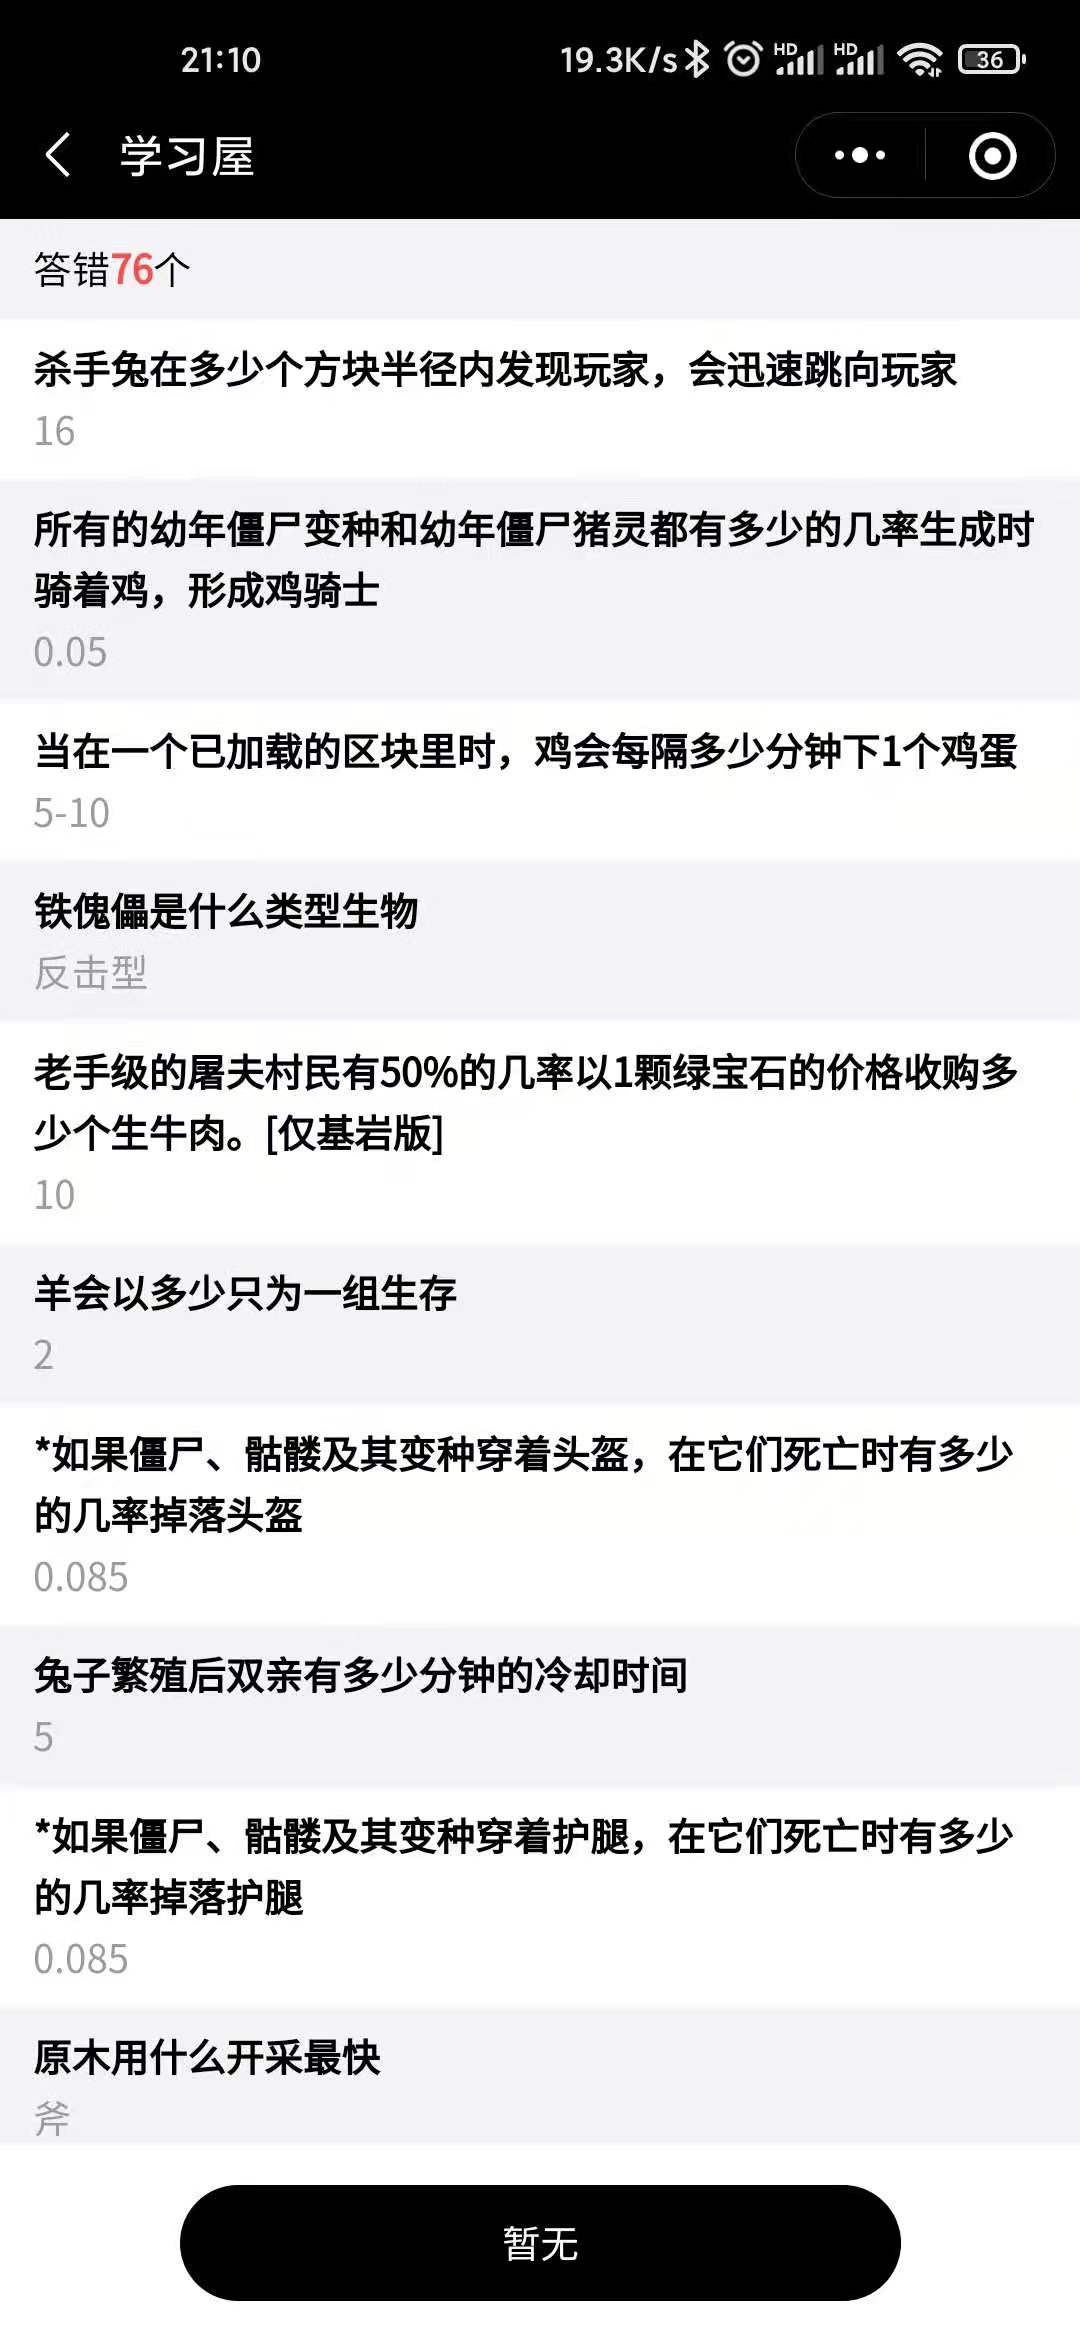 21:10
19.3K/s
HD
HD
36
学习屋
答错76个
杀手兔在多少个方块半径内发现玩家，会迅速跳向玩家
16
所有的幼年僵尸变种和幼年僵尸猪灵都有多少的几率生成时
骑着鸡，形成鸡骑士
0.05
当在一个已加载的区块里时，鸡会每隔多少分钟下1个鸡蛋
5-10
铁傀儡是什么类型生物
反击型
老手级的屠夫村民有50%的几率以1颗绿宝石的价格收购多
少个生牛肉。[仅基岩版]
10
羊会以多少只为一组生存
2
*如果僵尸、骷髅及其变种穿着头盔，在它们死亡时有多少
的几率掉落头盔
0.085
兔子繁殖后双亲有多少分钟的冷却时间
5
*如果僵尸、骷髅及其变种穿着护腿，在它们死亡时有多少
的几率掉落护腿
0.085
原木用什么开采最快
斧
暂无